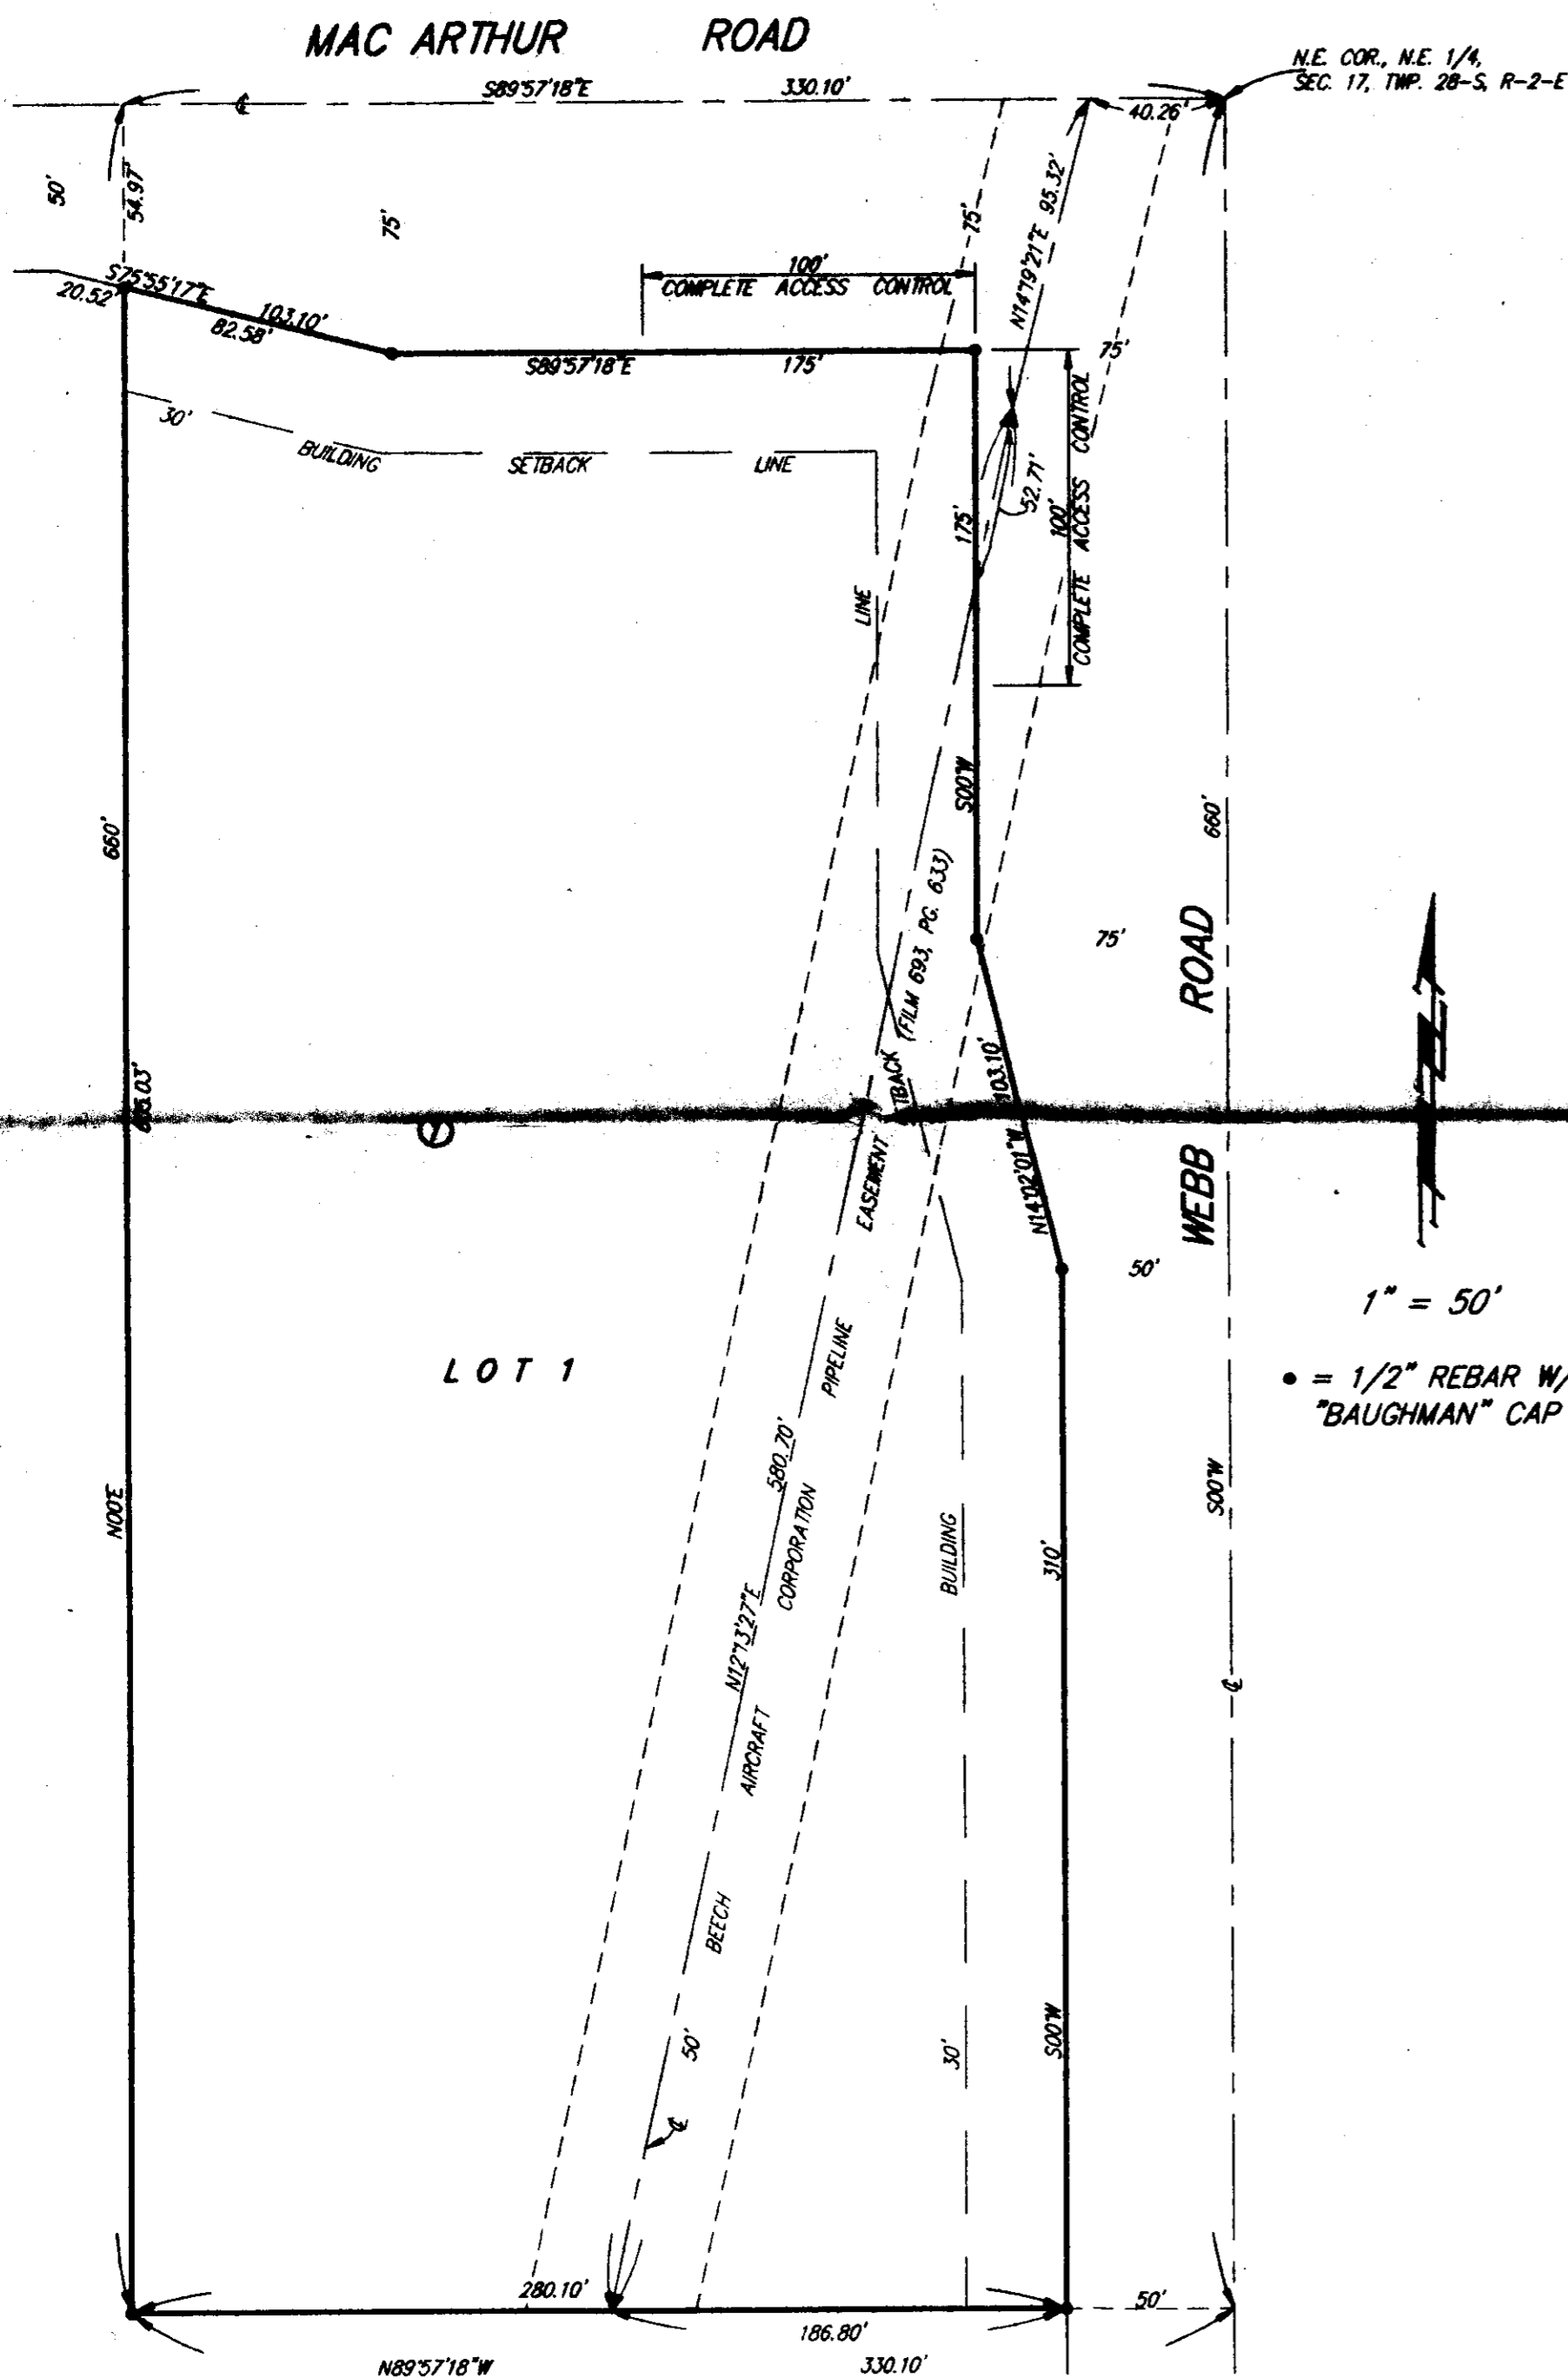 MAC ARTHUR ROAD
N.E. COR., N.E. 1/4,
SEC. 17, TWP. 28-S, R-2-E
S89°57'18"E 330.10'
40.26'
50'
54.97'
75'
75'
N14°19'21"E 95.32'
S75°55'17"E
20.52'
103.10'
82.58'
100'
COMPLETE ACCESS CONTROL
S89°57'18"E 175'
75'
30'
BUILDING SETBACK LINE
52.71'
175'
100'
COMPLETE ACCESS CONTROL
LINE
S00°W
660'
660'
(FILM 693, PG. 633)
75'
WEBB ROAD
103.10'
N14°02'01"W
TBACK
EASEMENT
50'
1" = 50'
PIPELINE
LOT 1
• = 1/2" REBAR W/
"BAUGHMAN" CAP
580.70'
CORPORATION
N00°E
S00°W
BUILDING
310'
N12°13'27"E
AIRCRAFT
BEECH
50'
30'
S00°W
280.10'
50'
186.80'
N89°57'18"W 330.10'